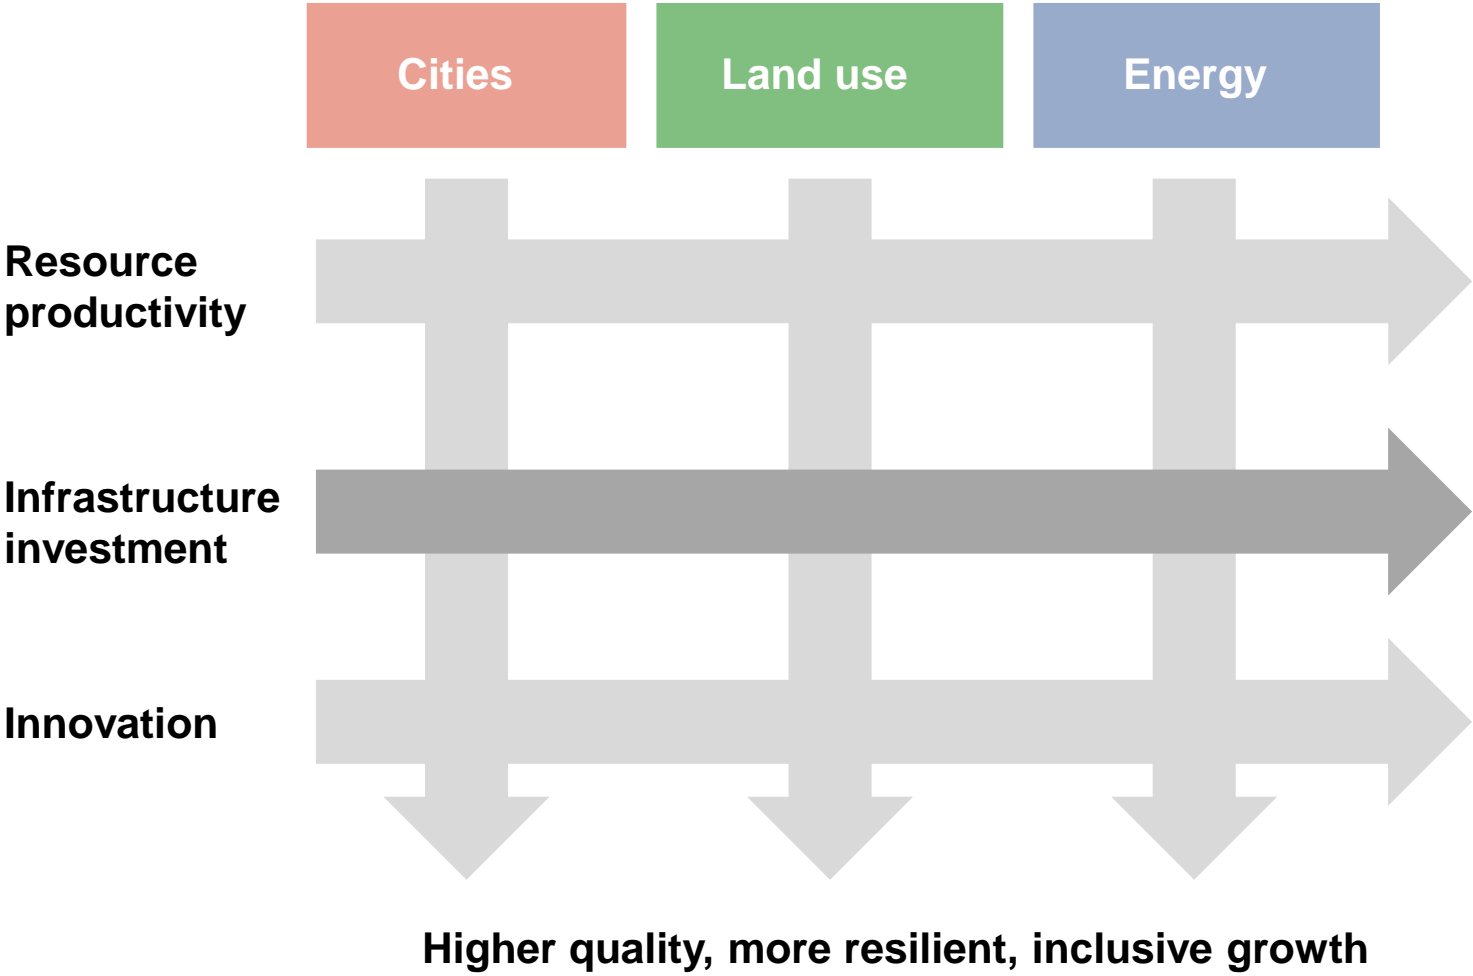 Cities
Land use
Energy
Resource
productivity
Infrastructure
investment
Innovation
Higher quality, more resilient, inclusive growth